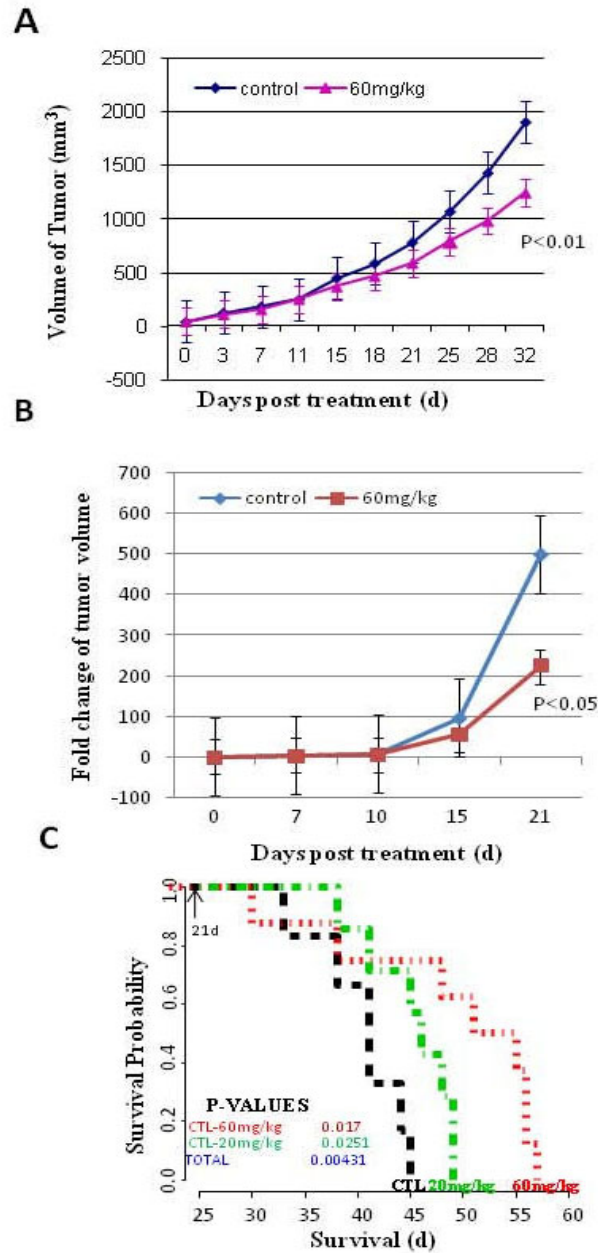 A
2500
2000
1500
1000
500
0
-500
control 60mg/kg
P<0.01
Volume of Tumor (mm³)
0 3 7 11 15 18 21 25 28 32
Days post treatment (d)
B
700
600
500
400
300
200
100
0
-100
control 60mg/kg
P<0.05
Fold change of tumor volume
0 7 10 15 21
Days post treatment (d)
C
1.0
0.8
0.6
0.4
0.2
0.0
Survival Probability
21d
P-VALUES
CTL-60mg/kg 0.017
CTL-20mg/kg 0.0251
TOTAL 0.00431
CTL 20mg/kg 60mg/kg
25 30 35 40 45 50 55 60
Survival (d)